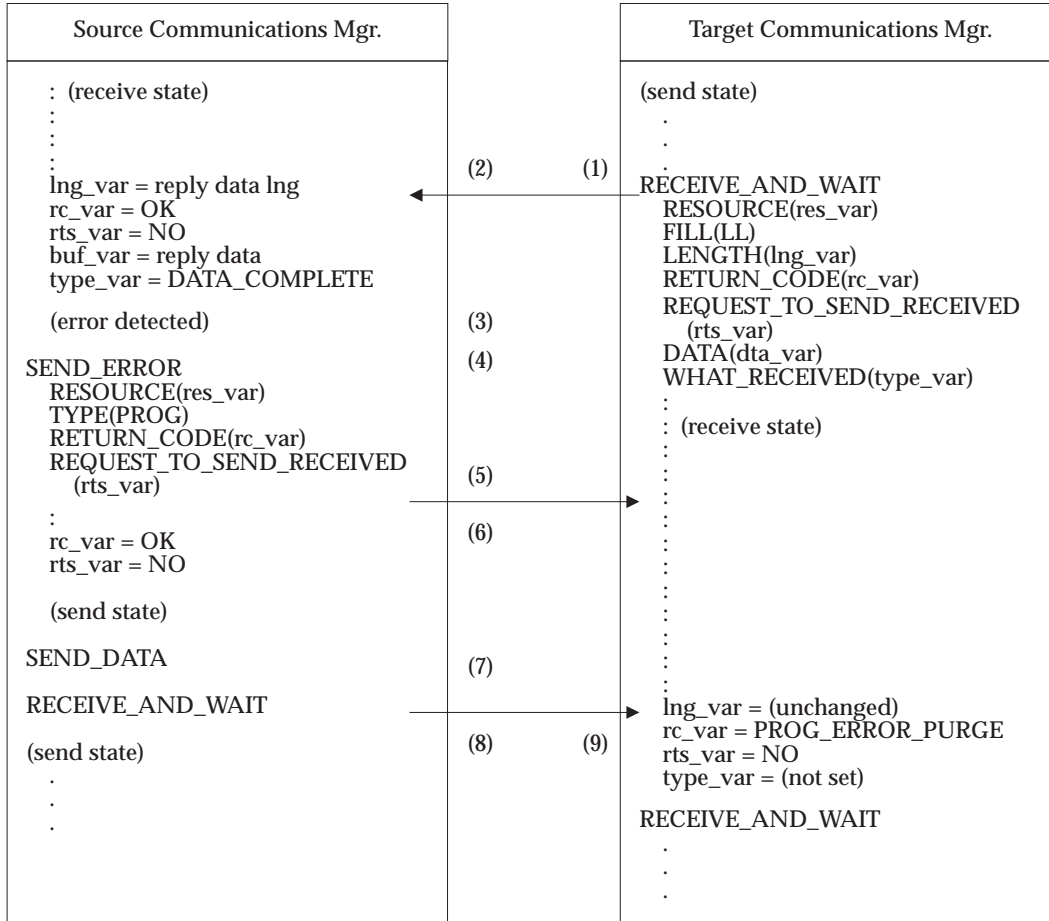 Source Communications Mgr.
: (receive state)
:
:
:
:
lng_var = reply data lng
rc_var = OK
rts_var = NO
buf_var = reply data
type_var = DATA_COMPLETE
(error detected)
SEND_ERROR
RESOURCE(res_var)
TYPE(PROG)
RETURN_CODE(rc_var)
REQUEST_TO_SEND_RECEIVED
(rts_var)
:
rc_var = OK
rts_var = NO
(send state)
SEND_DATA
RECEIVE_AND_WAIT
(send state)
.
.
.
(2)
(3)
(4)
(5)
(6)
(7)
(8)
(1)
(9)
Target Communications Mgr.
(send state)
.
.
.
RECEIVE_AND_WAIT
RESOURCE(res_var)
FILL(LL)
LENGTH(lng_var)
RETURN_CODE(rc_var)
REQUEST_TO_SEND_RECEIVED
(rts_var)
DATA(dta_var)
WHAT_RECEIVED(type_var)
:
: (receive state)
:
:
:
:
:
:
:
:
:
:
:
:
:
lng_var = (unchanged)
rc_var = PROG_ERROR_PURGE
rts_var = NO
type_var = (not set)
RECEIVE_AND_WAIT
.
.
.